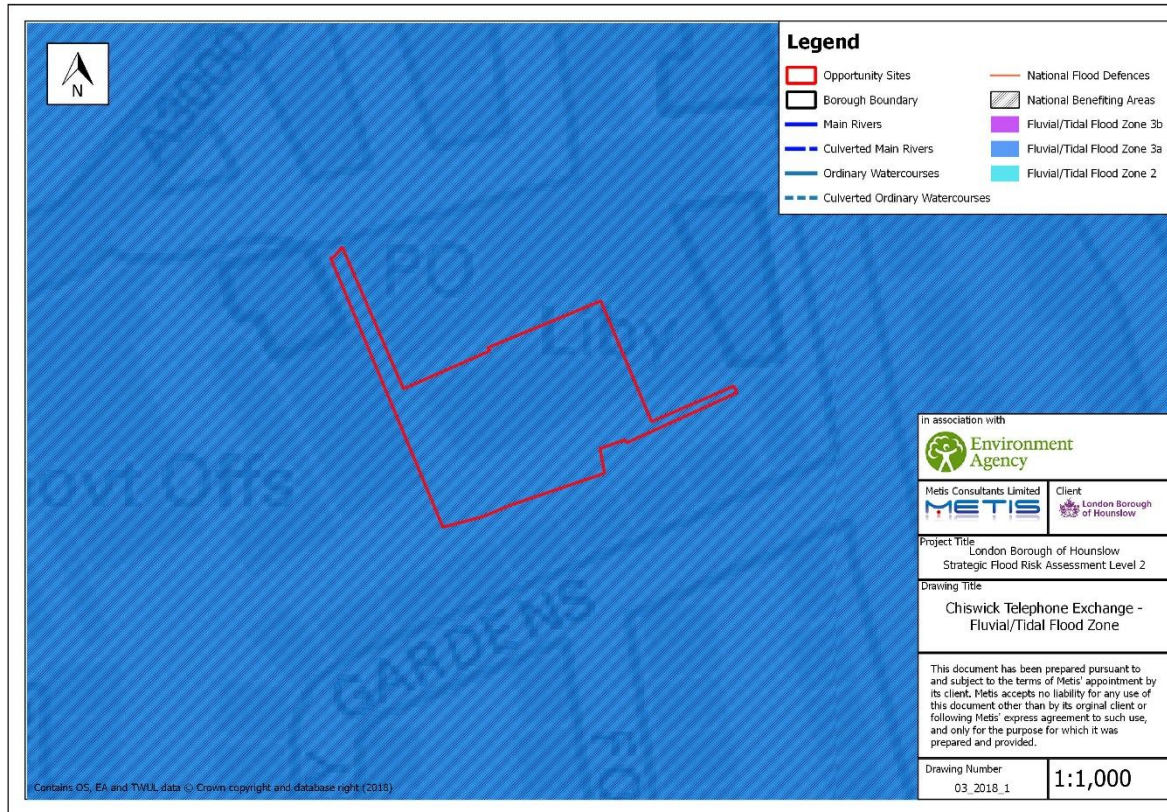 N
A3000
PO
Liby
ovt Offs
GARDENS
Legend
Opportunity Sites
Borough Boundary
Main Rivers
Culverted Main Rivers
Ordinary Watercourses
Culverted Ordinary Watercourses
National Flood Defences
National Benefiting Areas
Fluvial/Tidal Flood Zone 3b
Fluvial/Tidal Flood Zone 3a
Fluvial/Tidal Flood Zone 2
in association with
Environment
Agency
Metis Consultants Limited
METIS
Client
London Borough
of Hounslow
Project Title
London Borough of Hounslow
Strategic Flood Risk Assessment Level 2
Drawing Title
Chiswick Telephone Exchange -
Fluvial/Tidal Flood Zone
This document has been prepared pursuant to
and subject to the terms of Metis' appointment by
its client. Metis accepts no liability for any use of
this document other than by its orginal client or
following Metis' express agreement to such use,
and only for the purpose for which it was
prepared and provided.
Drawing Number
03_2018_1
1:1,000
Contains OS, EA and TWUL data © Crown copyright and database right (2018)